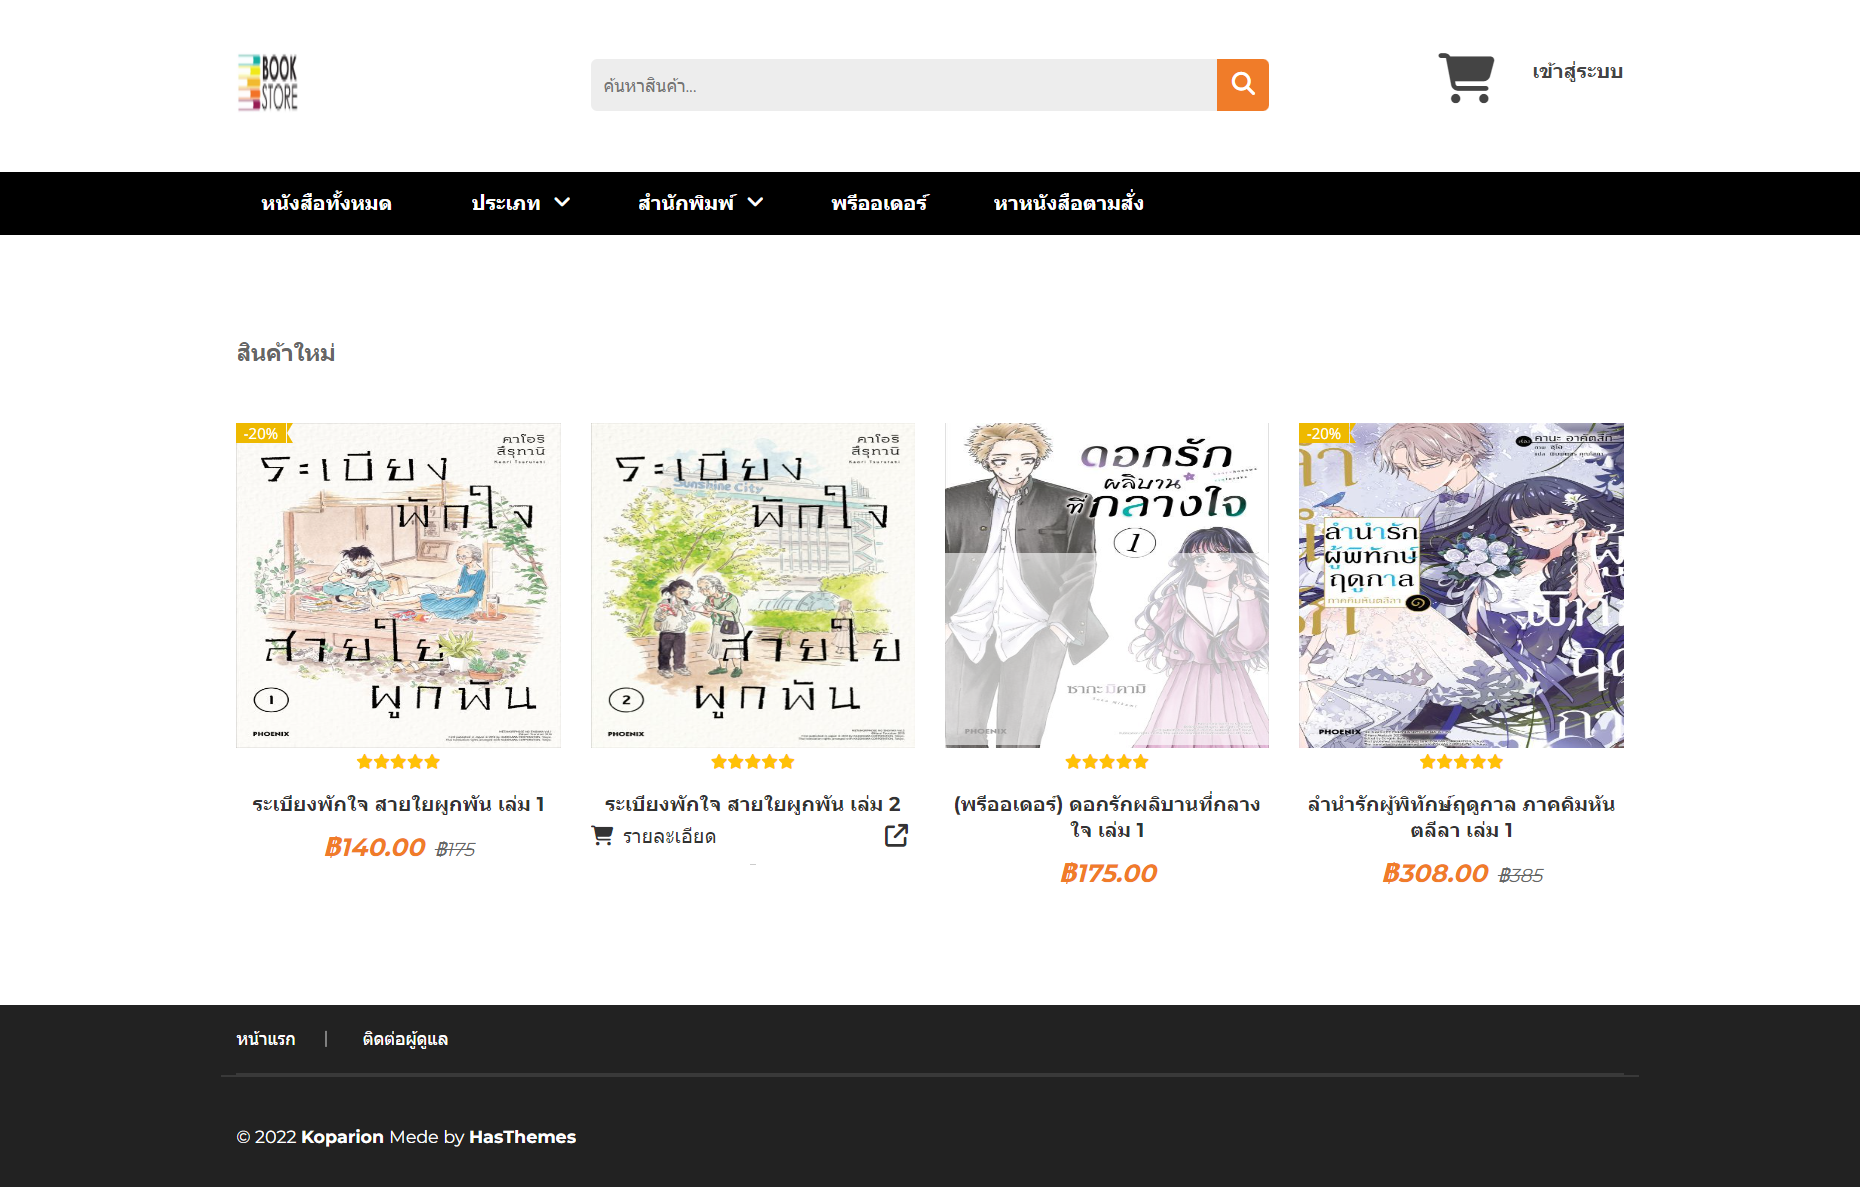 BOOK
STORE
ค้นหาสินค้า...
เข้าสู่ระบบ
หนังสือทั้งหมด
ประเภท
สำนักพิมพ์
พรีออเดอร์
หาหนังสือตามสั่ง
สินค้าใหม่
-20%
คาโอริ
สึรุทานิ
Kaori Tsurutani
ระเบียง
พักใจ
สายใย
ผูกพัน
1
PHOENIX
ระเบียงพักใจ สายใยผูกพัน เล่ม 1
฿140.00 ฿175
คาโอริ
สึรุทานิ
Kaori Tsurutani
ระเบียง
Sunshine City
พักใจ
สายใย
ผูกพัน
2
PHOENIX
ระเบียงพักใจ สายใยผูกพัน เล่ม 2
รายละเอียด
ดอกรัก
ผลิบาน
ที่กลางใจ
1
ซากะ มิคามิ
Saka Mikami
PHOENIX
(พรีออเดอร์) ดอกรักผลิบานที่กลาง
ใจ เล่ม 1
฿175.00
-20%
เรื่อง คานะ อาคัตสึกิ
ลำนำรัก
ผู้พิทักษ์
ฤดูกาล
ภาคคิมหันตลีลา ๑
PHOENIX
ลำนำรักผู้พิทักษ์ฤดูกาล ภาคคิมหัน
ตลีลา เล่ม 1
฿308.00 ฿385
หน้าแรก | ติดต่อผู้ดูแล
© 2022 Koparion Mede by HasThemes